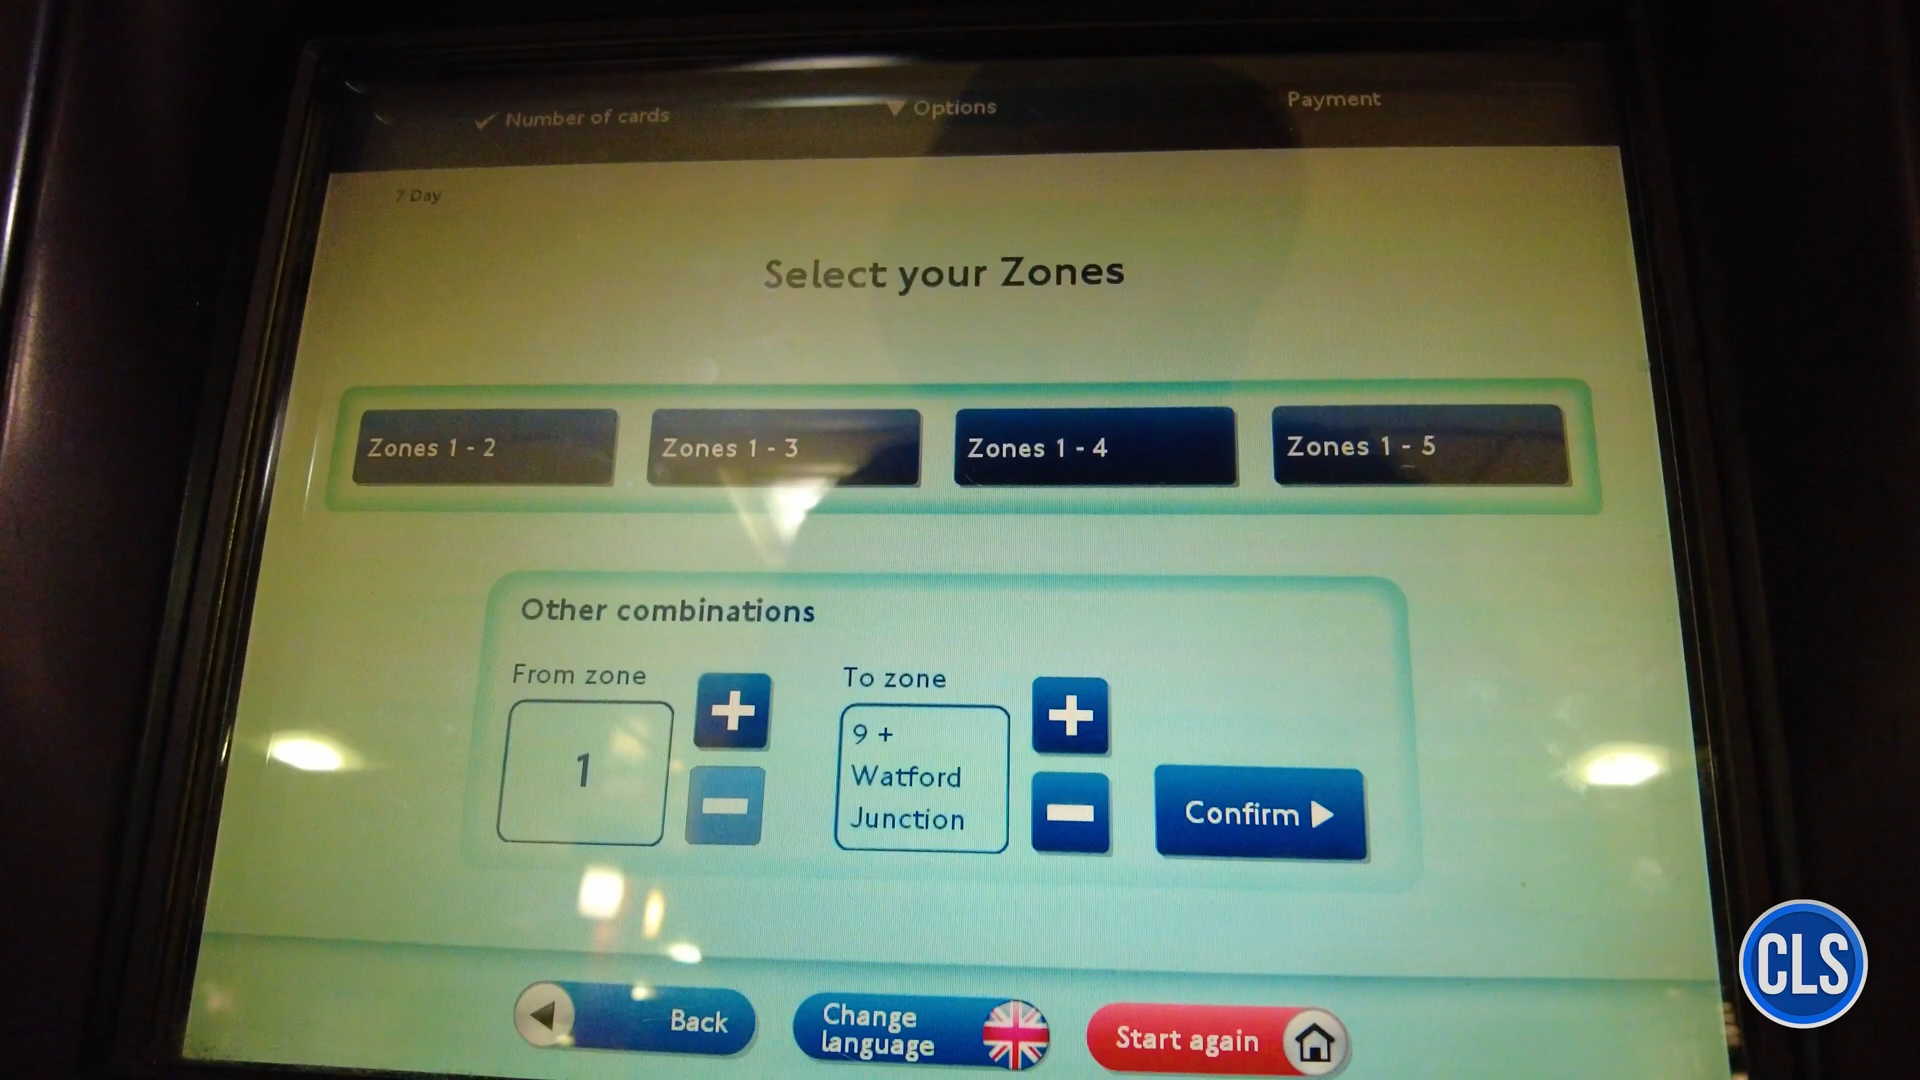 Number of cards
Options
Payment
7 Day
Select your Zones
Zones 1 - 2
Zones 1 - 3
Zones 1 - 4
Zones 1 - 5
Other combinations
From zone
1
To zone
9 +
Watford
Junction
Confirm
Back
Change
language
Start again
CLS